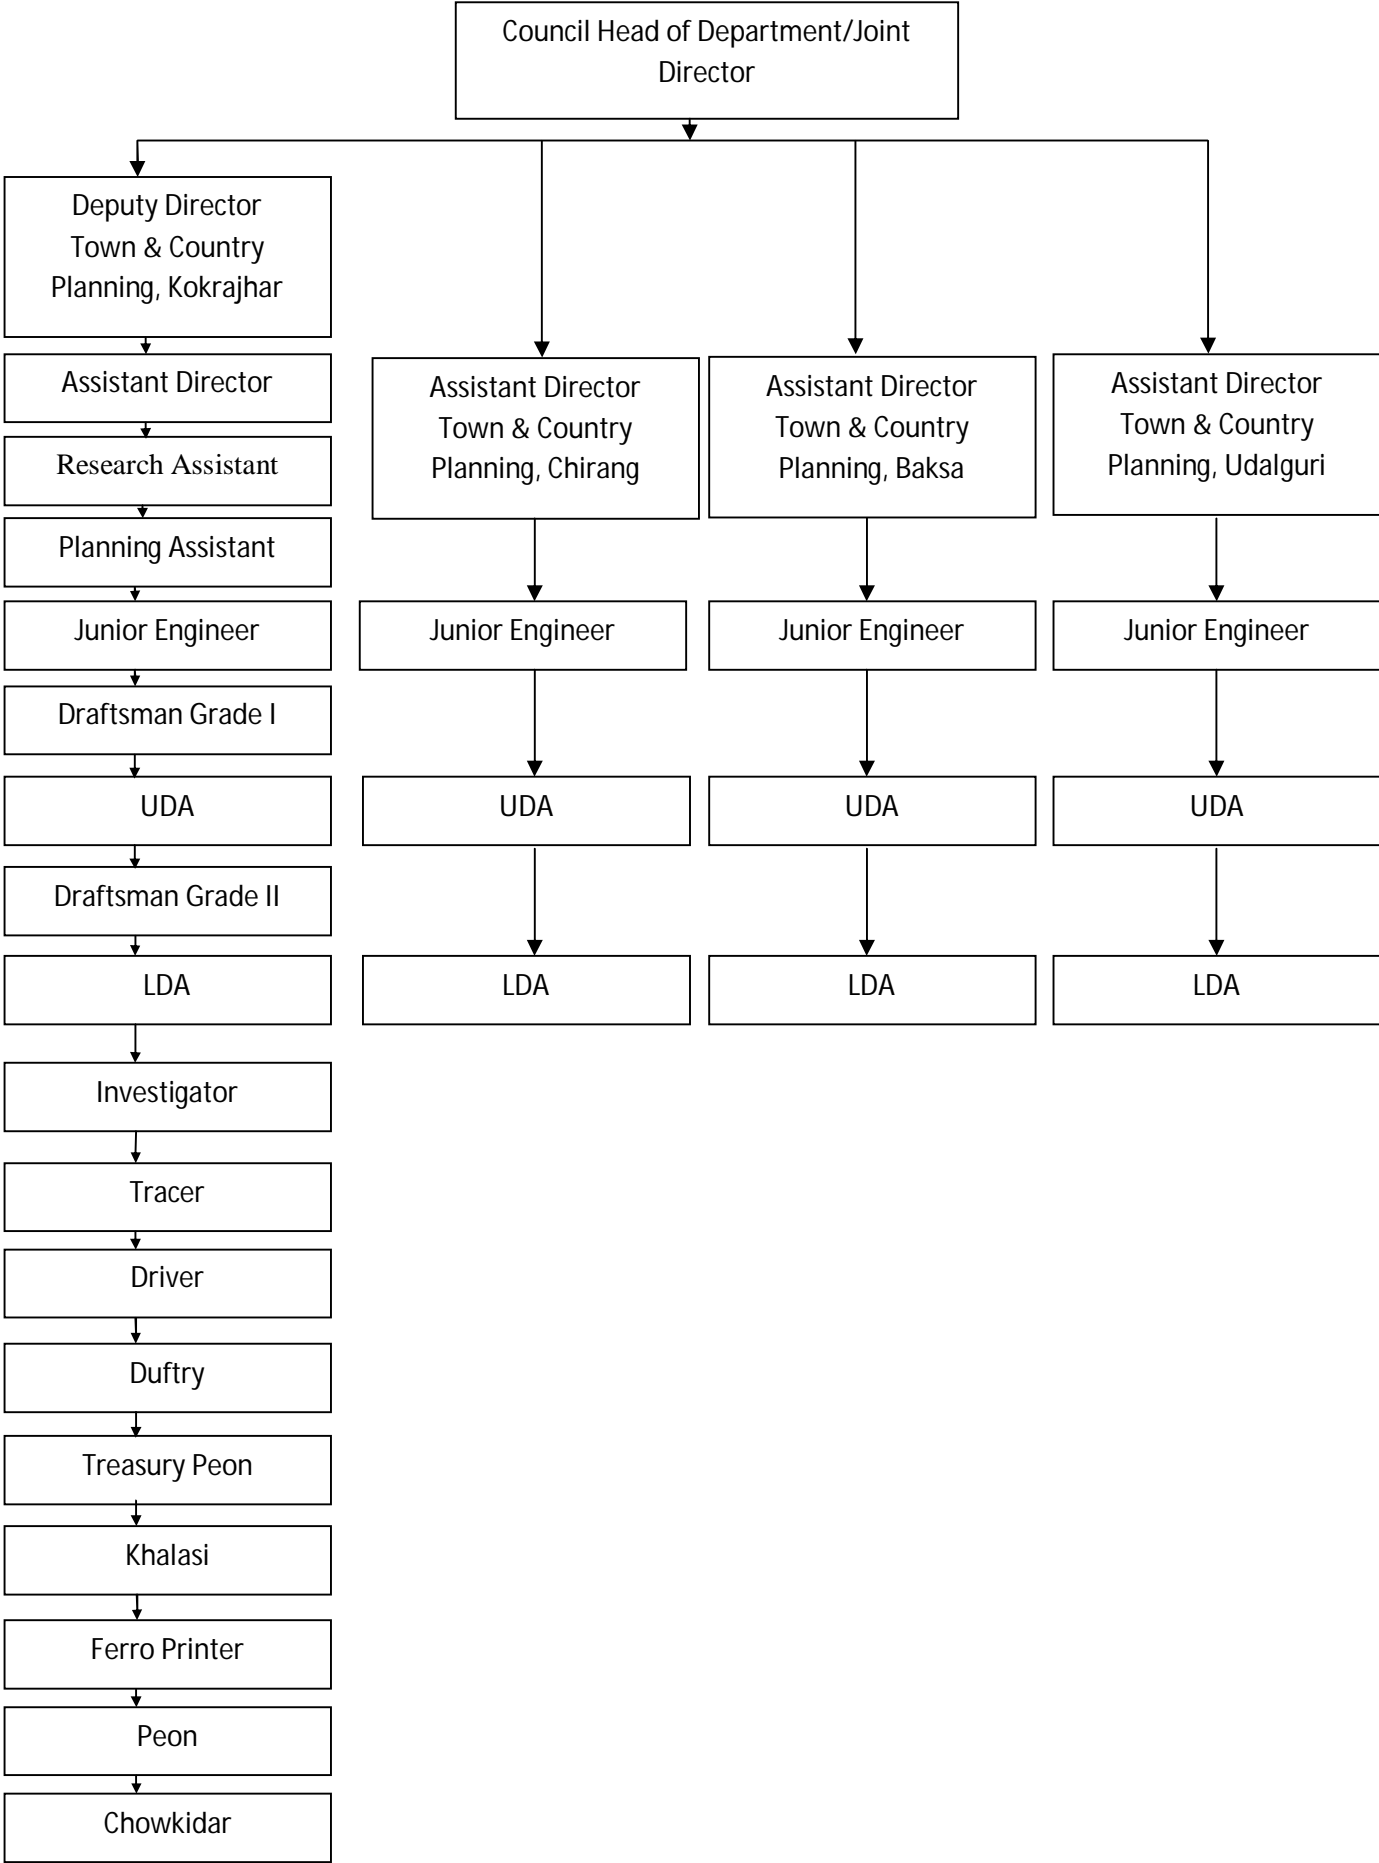 Council Head of Department/Joint
Director
Deputy Director
Town & Country
Planning, Kokrajhar
Assistant Director
Research Assistant
Planning Assistant
Junior Engineer
Draftsman Grade I
UDA
Draftsman Grade II
LDA
Investigator
Tracer
Driver
Duftry
Treasury Peon
Khalasi
Ferro Printer
Peon
Chowkidar
Assistant Director
Town & Country
Planning, Chirang
Junior Engineer
UDA
LDA
Assistant Director
Town & Country
Planning, Baksa
Junior Engineer
UDA
LDA
Assistant Director
Town & Country
Planning, Udalguri
Junior Engineer
UDA
LDA